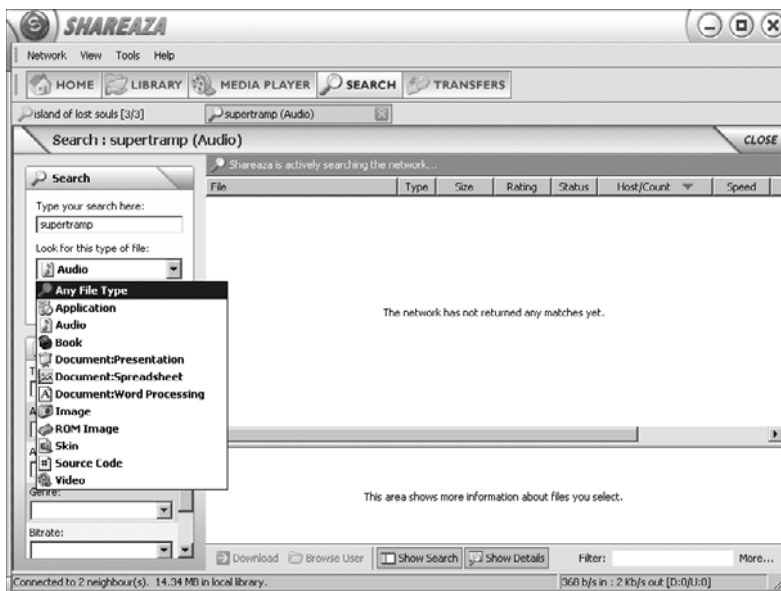 SHAREAZA
Network View Tools Help
HOME LIBRARY MEDIA PLAYER SEARCH TRANSFERS
island of lost souls [3/3] supertramp (Audio)
Search : supertramp (Audio) CLOSE
Search
Shareaza is actively searching the network...
File Type Size Rating Status Host/Count Speed
Type your search here:
supertramp
Look for this type of file:
Audio
Any File Type
Application
Audio
Book
Document:Presentation
Document:Spreadsheet
Document:Word Processing
Image
ROM Image
Skin
Source Code
Video
The network has not returned any matches yet.
Genre:
Bitrate:
This area shows more information about files you select.
Download Browse User Show Search Show Details Filter: More...
Connected to 2 neighbour(s). 14.34 MB in local library. 368 b/s in : 2 Kb/s out [D:0/U:0]